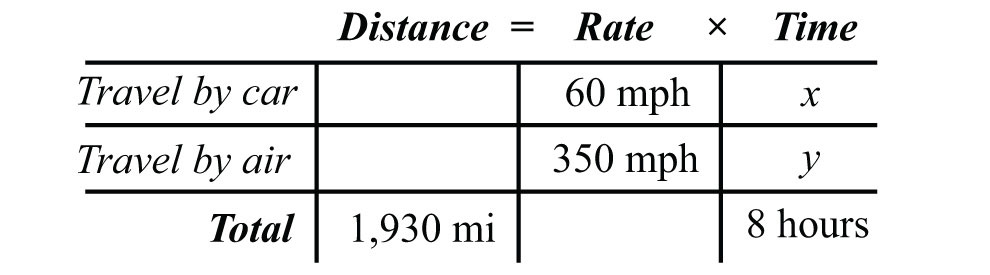 Distance = Rate × Time
Travel by car 60 mph x
Travel by air 350 mph y
Total 1,930 mi 8 hours